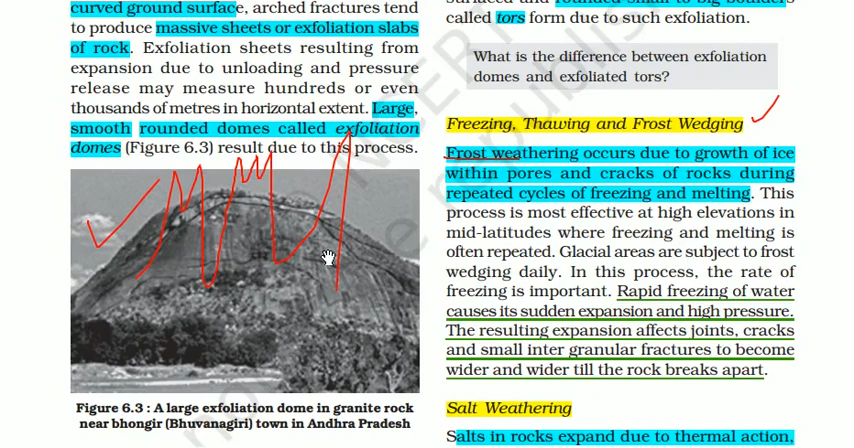 curved ground surface, arched fractures tend
to produce massive sheets or exfoliation slabs
of rock. Exfoliation sheets resulting from
expansion due to unloading and pressure
release may measure hundreds or even
thousands of metres in horizontal extent. Large,
smooth rounded domes called exfoliation
domes (Figure 6.3) result due to this process.
Figure 6.3 : A large exfoliation dome in granite rock
near bhongir (Bhuvanagiri) town in Andhra Pradesh
surfaced and rounded small to big boulders
called tors form due to such exfoliation.
What is the difference between exfoliation
domes and exfoliated tors?
Freezing, Thawing and Frost Wedging
Frost weathering occurs due to growth of ice
within pores and cracks of rocks during
repeated cycles of freezing and melting. This
process is most effective at high elevations in
mid-latitudes where freezing and melting is
often repeated. Glacial areas are subject to frost
wedging daily. In this process, the rate of
freezing is important. Rapid freezing of water
causes its sudden expansion and high pressure.
The resulting expansion affects joints, cracks
and small inter granular fractures to become
wider and wider till the rock breaks apart.
Salt Weathering
Salts in rocks expand due to thermal action,